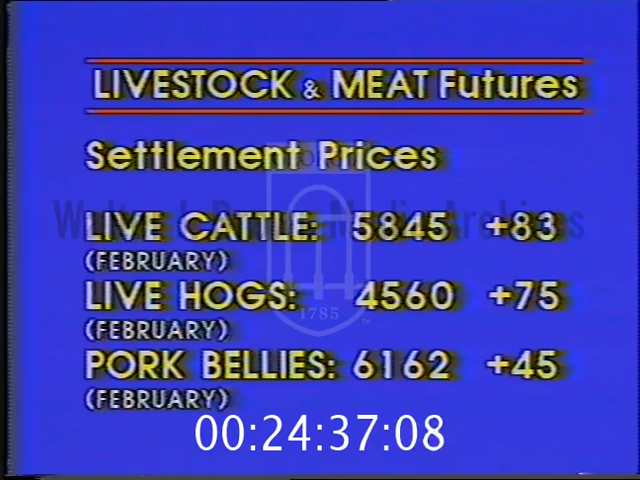 LIVESTOCK & MEAT Futures
Settlement Prices
LIVE CATTLE: 5845 +83
(FEBRUARY)
LIVE HOGS: 4560 +75
(FEBRUARY)
PORK BELLIES: 6162 +45
(FEBRUARY)
1785
00:24:37:08